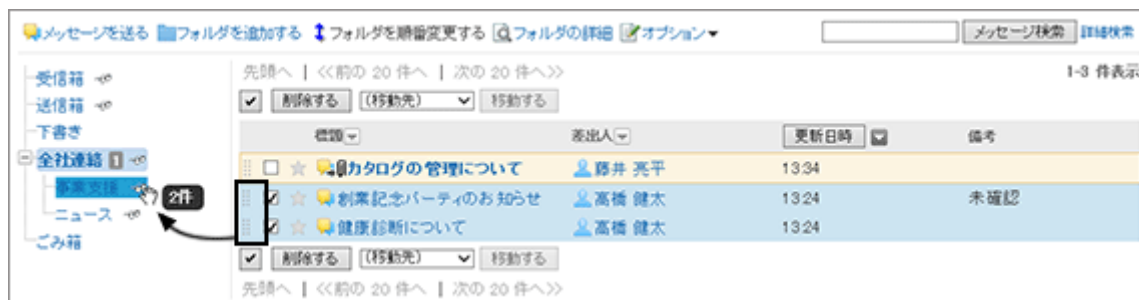 メッセージを送る フォルダを追加する フォルダを順番変更する フォルダの詳細 オプション メッセージ検索 詳細検索
受信箱
送信箱
下書き
全社連絡 1
事業支援
ニュース
ごみ箱
2件
先頭へ | <<前の 20 件へ | 次の 20 件へ>> 1-3 件表示
削除する (移動先) 移動する
標題 差出人 更新日時 備考
カタログの管理について 藤井 亮平 13:34
創業記念パーティのお知らせ 高橋 健太 13:24 未確認
健康診断について 高橋 健太 13:24
削除する (移動先) 移動する
先頭へ | <<前の 20 件へ | 次の 20 件へ>>